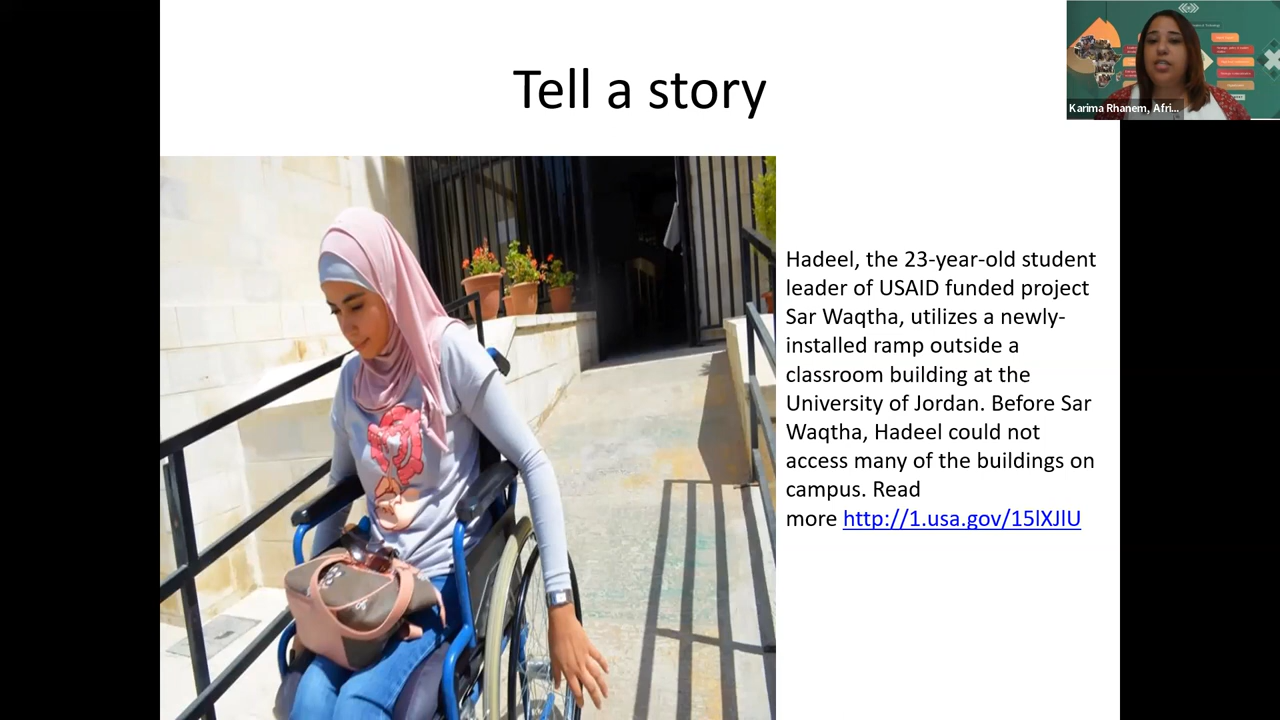 Tell a story
Karima Rhanem, Afri...
Hadeel, the 23-year-old student
leader of USAID funded project
Sar Waqtha, utilizes a newly-
installed ramp outside a
classroom building at the
University of Jordan. Before Sar
Waqtha, Hadeel could not
access many of the buildings on
campus. Read
more http://1.usa.gov/15lXJlU